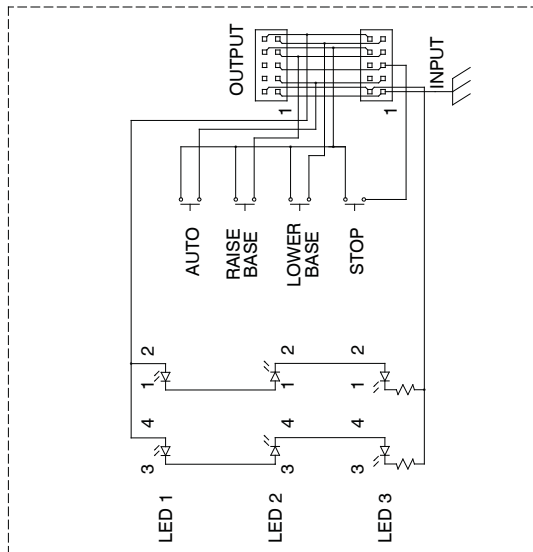 OUTPUT
INPUT
1
1
AUTO
RAISE
BASE
LOWER
BASE
STOP
2
1
2
1
2
1
4
3
4
3
4
3
LED 1
LED 2
LED 3